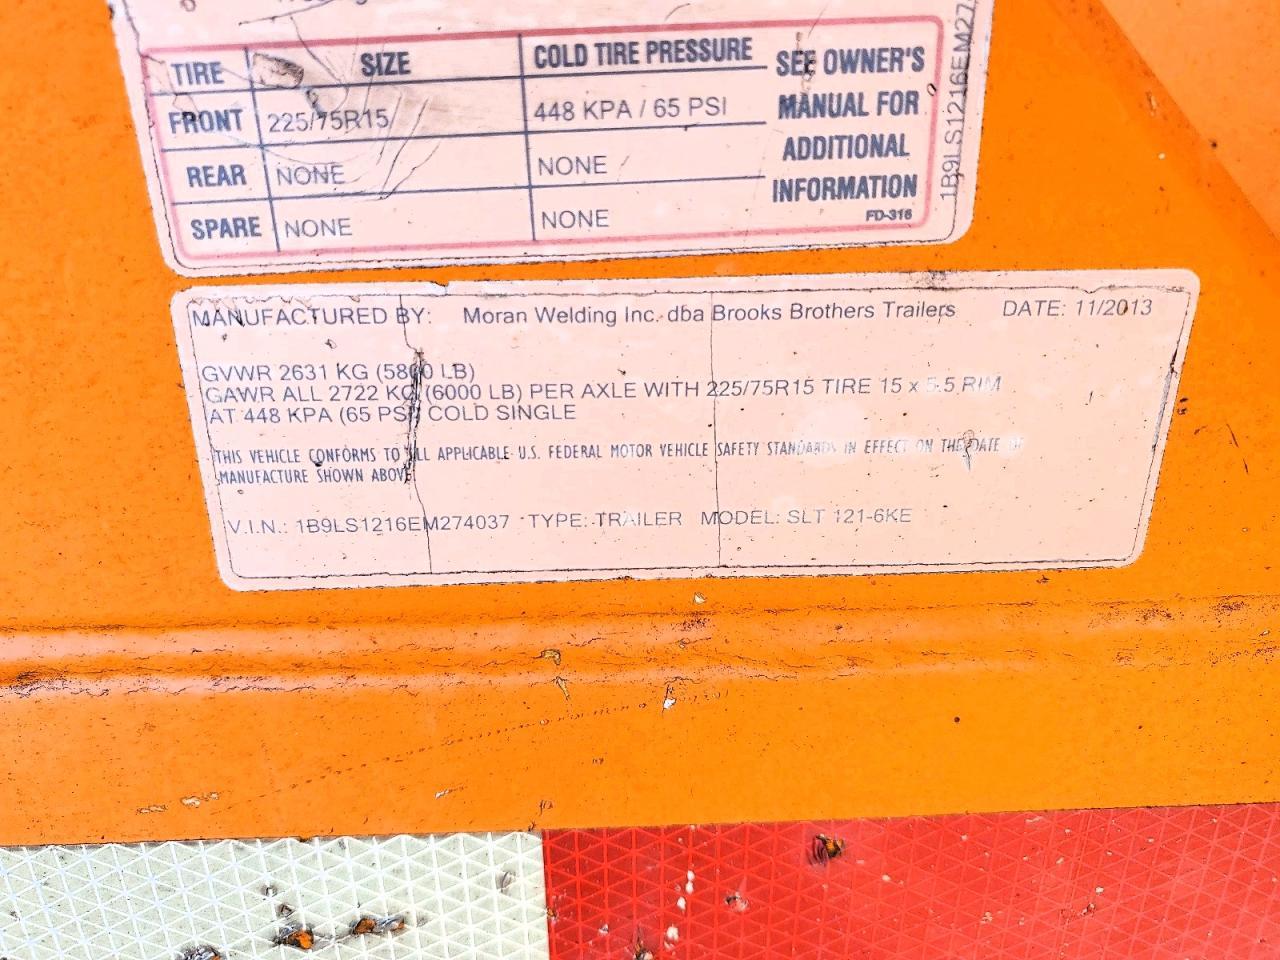 TIRE SIZE COLD TIRE PRESSURE SEE OWNER'S MANUAL FOR ADDITIONAL INFORMATION
FRONT 225/75R15 448 KPA / 65 PSI
REAR NONE NONE
SPARE NONE NONE
FD-316
1B9LS1216EM27
MANUFACTURED BY: Moran Welding Inc. dba Brooks Brothers Trailers DATE: 11/2013
GVWR 2631 KG (5800 LB)
GAWR ALL 2722 KG (6000 LB) PER AXLE WITH 225/75R15 TIRE 15 x 5.5 RIM
AT 448 KPA (65 PSI) COLD SINGLE
THIS VEHICLE CONFORMS TO ALL APPLICABLE U.S. FEDERAL MOTOR VEHICLE SAFETY STANDARDS IN EFFECT ON THE DATE OF
MANUFACTURE SHOWN ABOVE
V.I.N.: 1B9LS1216EM274037 TYPE: TRAILER MODEL: SLT 121-6KE